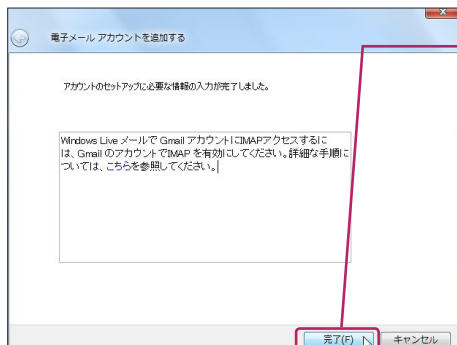 電子メール アカウントを追加する
アカウントのセットアップに必要な情報の入力が完了しました。
Windows Live メールで Gmail アカウントにIMAPアクセスするに
は、Gmail のアカウントでIMAP を有効にしてください。詳細な手順に
ついては、こちらを参照してください。
完了(F)
キャンセル